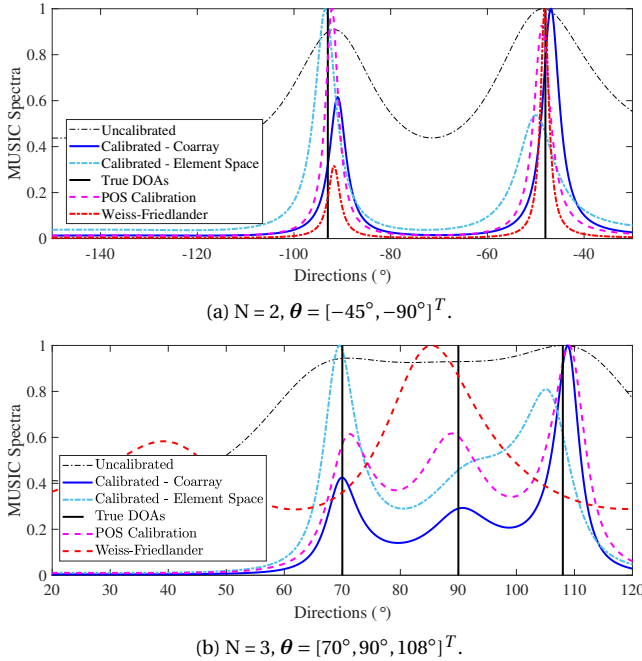 1
0.8
0.6
0.4
0.2
0
MUSIC Spectra
Uncalibrated
Calibrated - Coarray
Calibrated - Element Space
True DOAs
POS Calibration
Weiss-Friedlander
-140 -120 -100 -80 -60 -40
Directions (°)
(a) N = 2, θ = [−45°, −90°]ᵀ.
1
0.8
0.6
0.4
0.2
0
MUSIC Spectra
Uncalibrated
Calibrated - Coarray
Calibrated - Element Space
True DOAs
POS Calibration
Weiss-Friedlander
20 30 40 50 60 70 80 90 100 110 120
Directions (°)
(b) N = 3, θ = [70°, 90°, 108°]ᵀ.